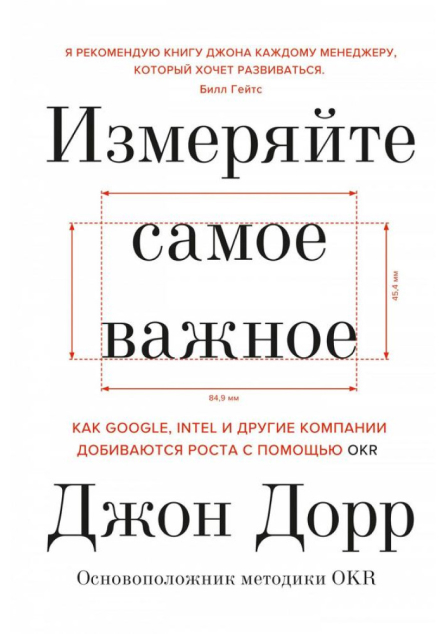 Я РЕКОМЕНДУЮ КНИГУ ДЖОНА КАЖДОМУ МЕНЕДЖЕРУ,
КОТОРЫЙ ХОЧЕТ РАЗВИВАТЬСЯ.
Билл Гейтс
Измеряйте
самое
важное
45,4 мм
84,9 мм
КАК GOOGLE, INTEL И ДРУГИЕ КОМПАНИИ
ДОБИВАЮТСЯ РОСТА С ПОМОЩЬЮ OKR
Джон Дорр
Основоположник методики OKR